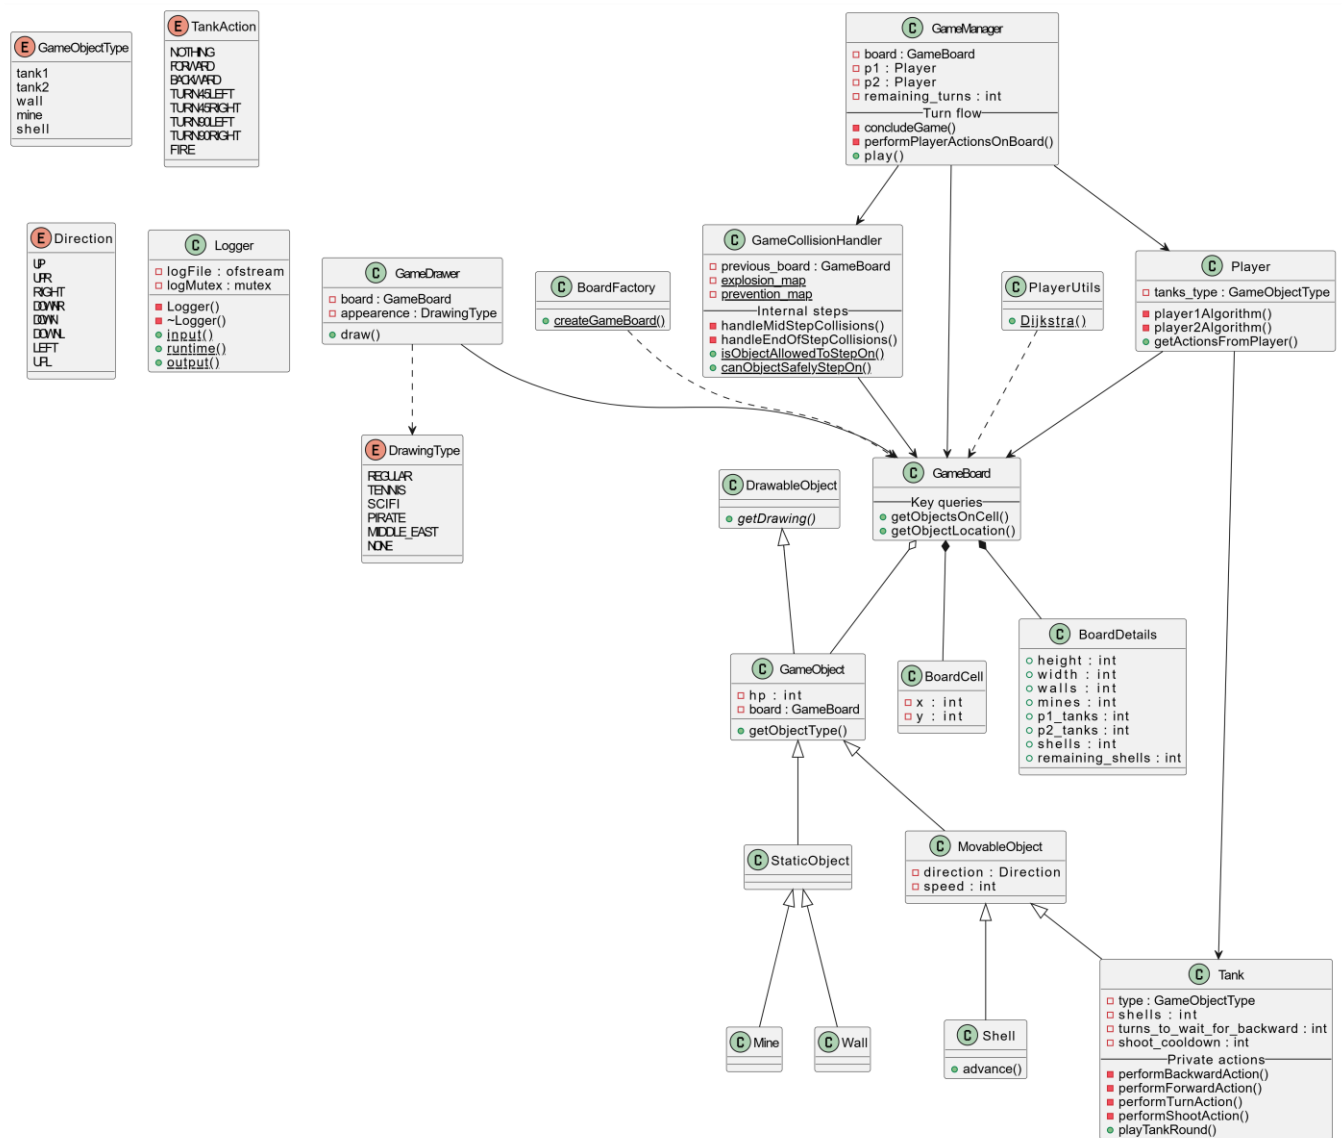 E GameObjectType
tank1
tank2
wall
mine
shell
E TankAction
NOTHING
FORWARD
BACKWARD
TURN45LEFT
TURN45RIGHT
TURN90LEFT
TURN90RIGHT
FIRE
C GameManager
board : GameBoard
p1 : Player
p2 : Player
remaining_turns : int
Turn flow
concludeGame()
performPlayerActionsOnBoard()
play()
E Direction
UP
UPR
RIGHT
DOWNR
DOWN
DOWNL
LEFT
UPL
C Logger
logFile : ofstream
logMutex : mutex
Logger()
~Logger()
input()
runtime()
output()
C GameDrawer
board : GameBoard
appearence : DrawingType
draw()
C BoardFactory
createGameBoard()
C GameCollisionHandler
previous_board : GameBoard
explosion_map
prevention_map
Internal steps
handleMidStepCollisions()
handleEndOfStepCollisions()
isObjectAllowedToStepOn()
canObjectSafelyStepOn()
C PlayerUtils
Dijkstra()
C Player
tanks_type : GameObjectType
player1Algorithm()
player2Algorithm()
getActionsFromPlayer()
E DrawingType
REGULAR
TENNIS
SCIFI
PIRATE
MIDDLE_EAST
NONE
C DrawableObject
getDrawing()
C GameBoard
Key queries
getObjectsOnCell()
getObjectLocation()
C GameObject
hp : int
board : GameBoard
getObjectType()
C BoardCell
x : int
y : int
C BoardDetails
height : int
width : int
walls : int
mines : int
p1_tanks : int
p2_tanks : int
shells : int
remaining_shells : int
C StaticObject
C MovableObject
direction : Direction
speed : int
C Mine
C Wall
C Shell
advance()
C Tank
type : GameObjectType
shells : int
turns_to_wait_for_backward : int
shoot_cooldown : int
Private actions
performBackwardAction()
performForwardAction()
performTurnAction()
performShootAction()
playTankRound()